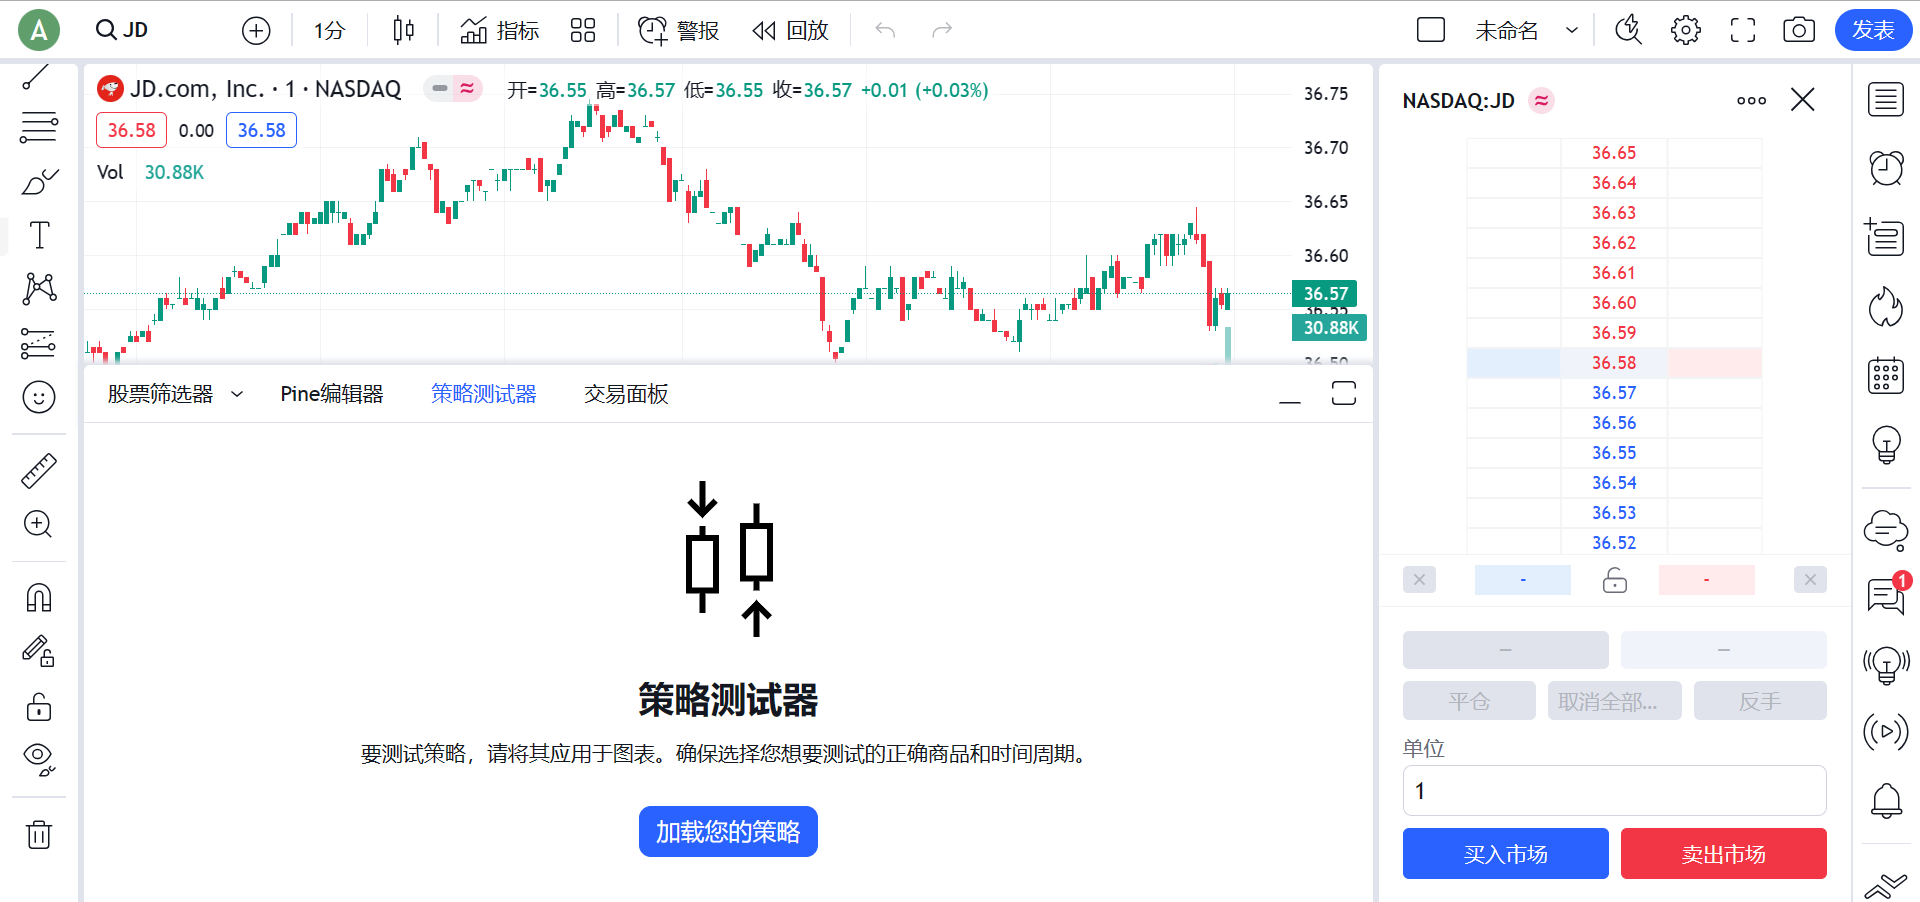 A
JD
1分
指标
警报
回放
未命名
发表
JD.com, Inc. · 1 · NASDAQ
开=36.55 高=36.57 低=36.55 收=36.57 +0.01 (+0.03%)
36.58 0.00 36.58
Vol 30.88K
36.75
36.70
36.65
36.60
36.57
36.55
30.88K
36.50
股票筛选器
Pine编辑器
策略测试器
交易面板
策略测试器
要测试策略，请将其应用于图表。确保选择您想要测试的正确商品和时间周期。
加载您的策略
NASDAQ:JD
36.65
36.64
36.63
36.62
36.61
36.60
36.59
36.58
36.57
36.56
36.55
36.54
36.53
36.52
- -
– –
平仓
取消全部...
反手
单位
1
买入市场
卖出市场
1